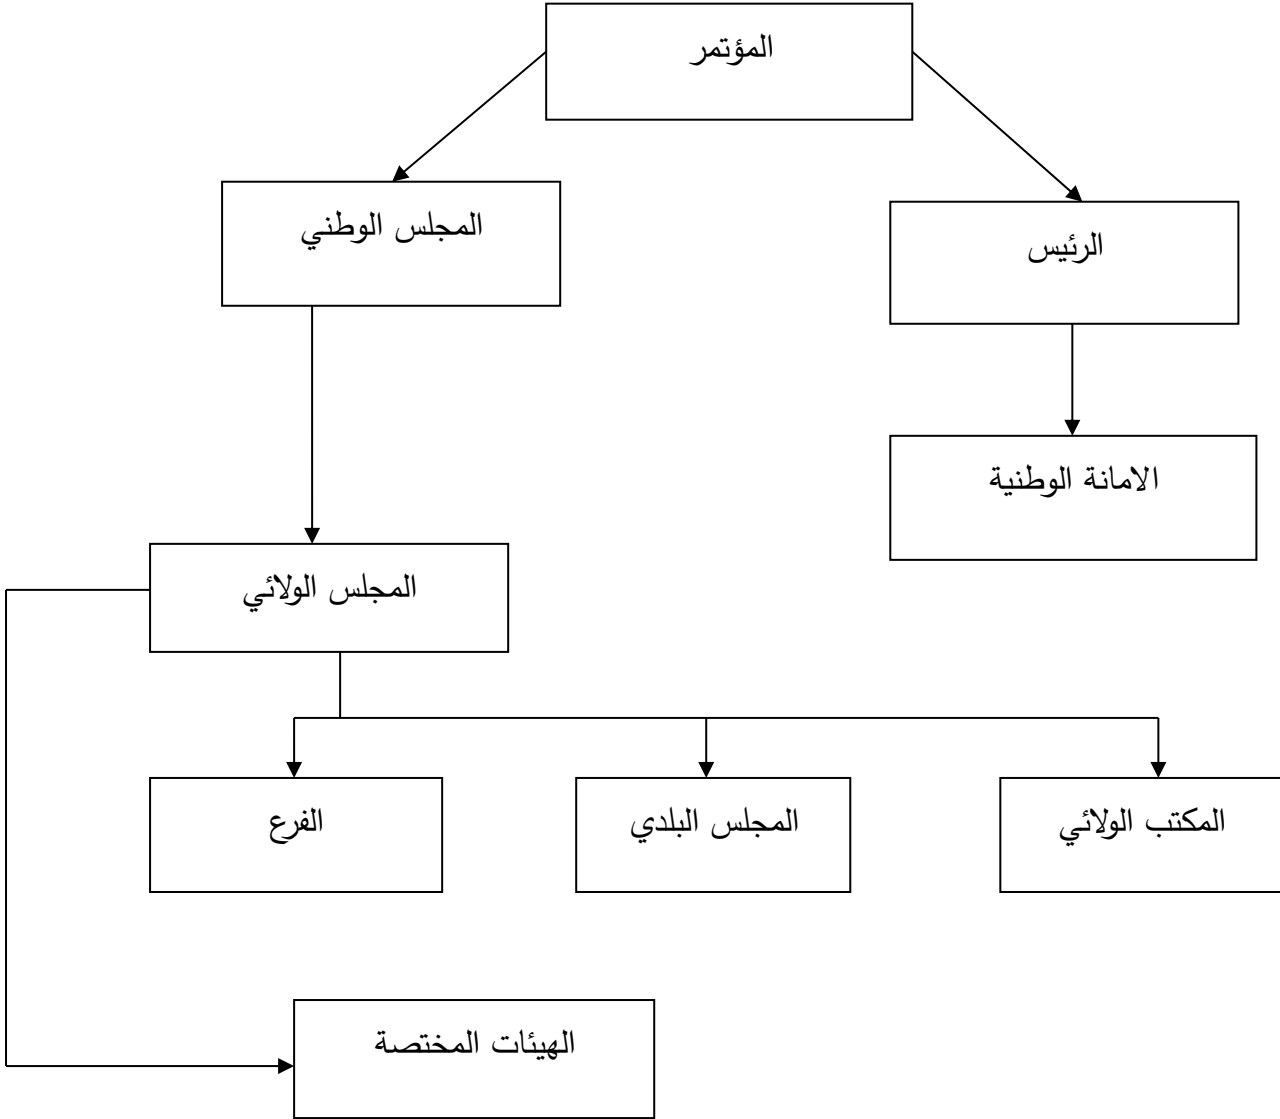 المؤتمر
الرئيس
المجلس الوطني
الامانة الوطنية
المجلس الولائي
المكتب الولائي
المجلس البلدي
الفرع
الهيئات المختصة